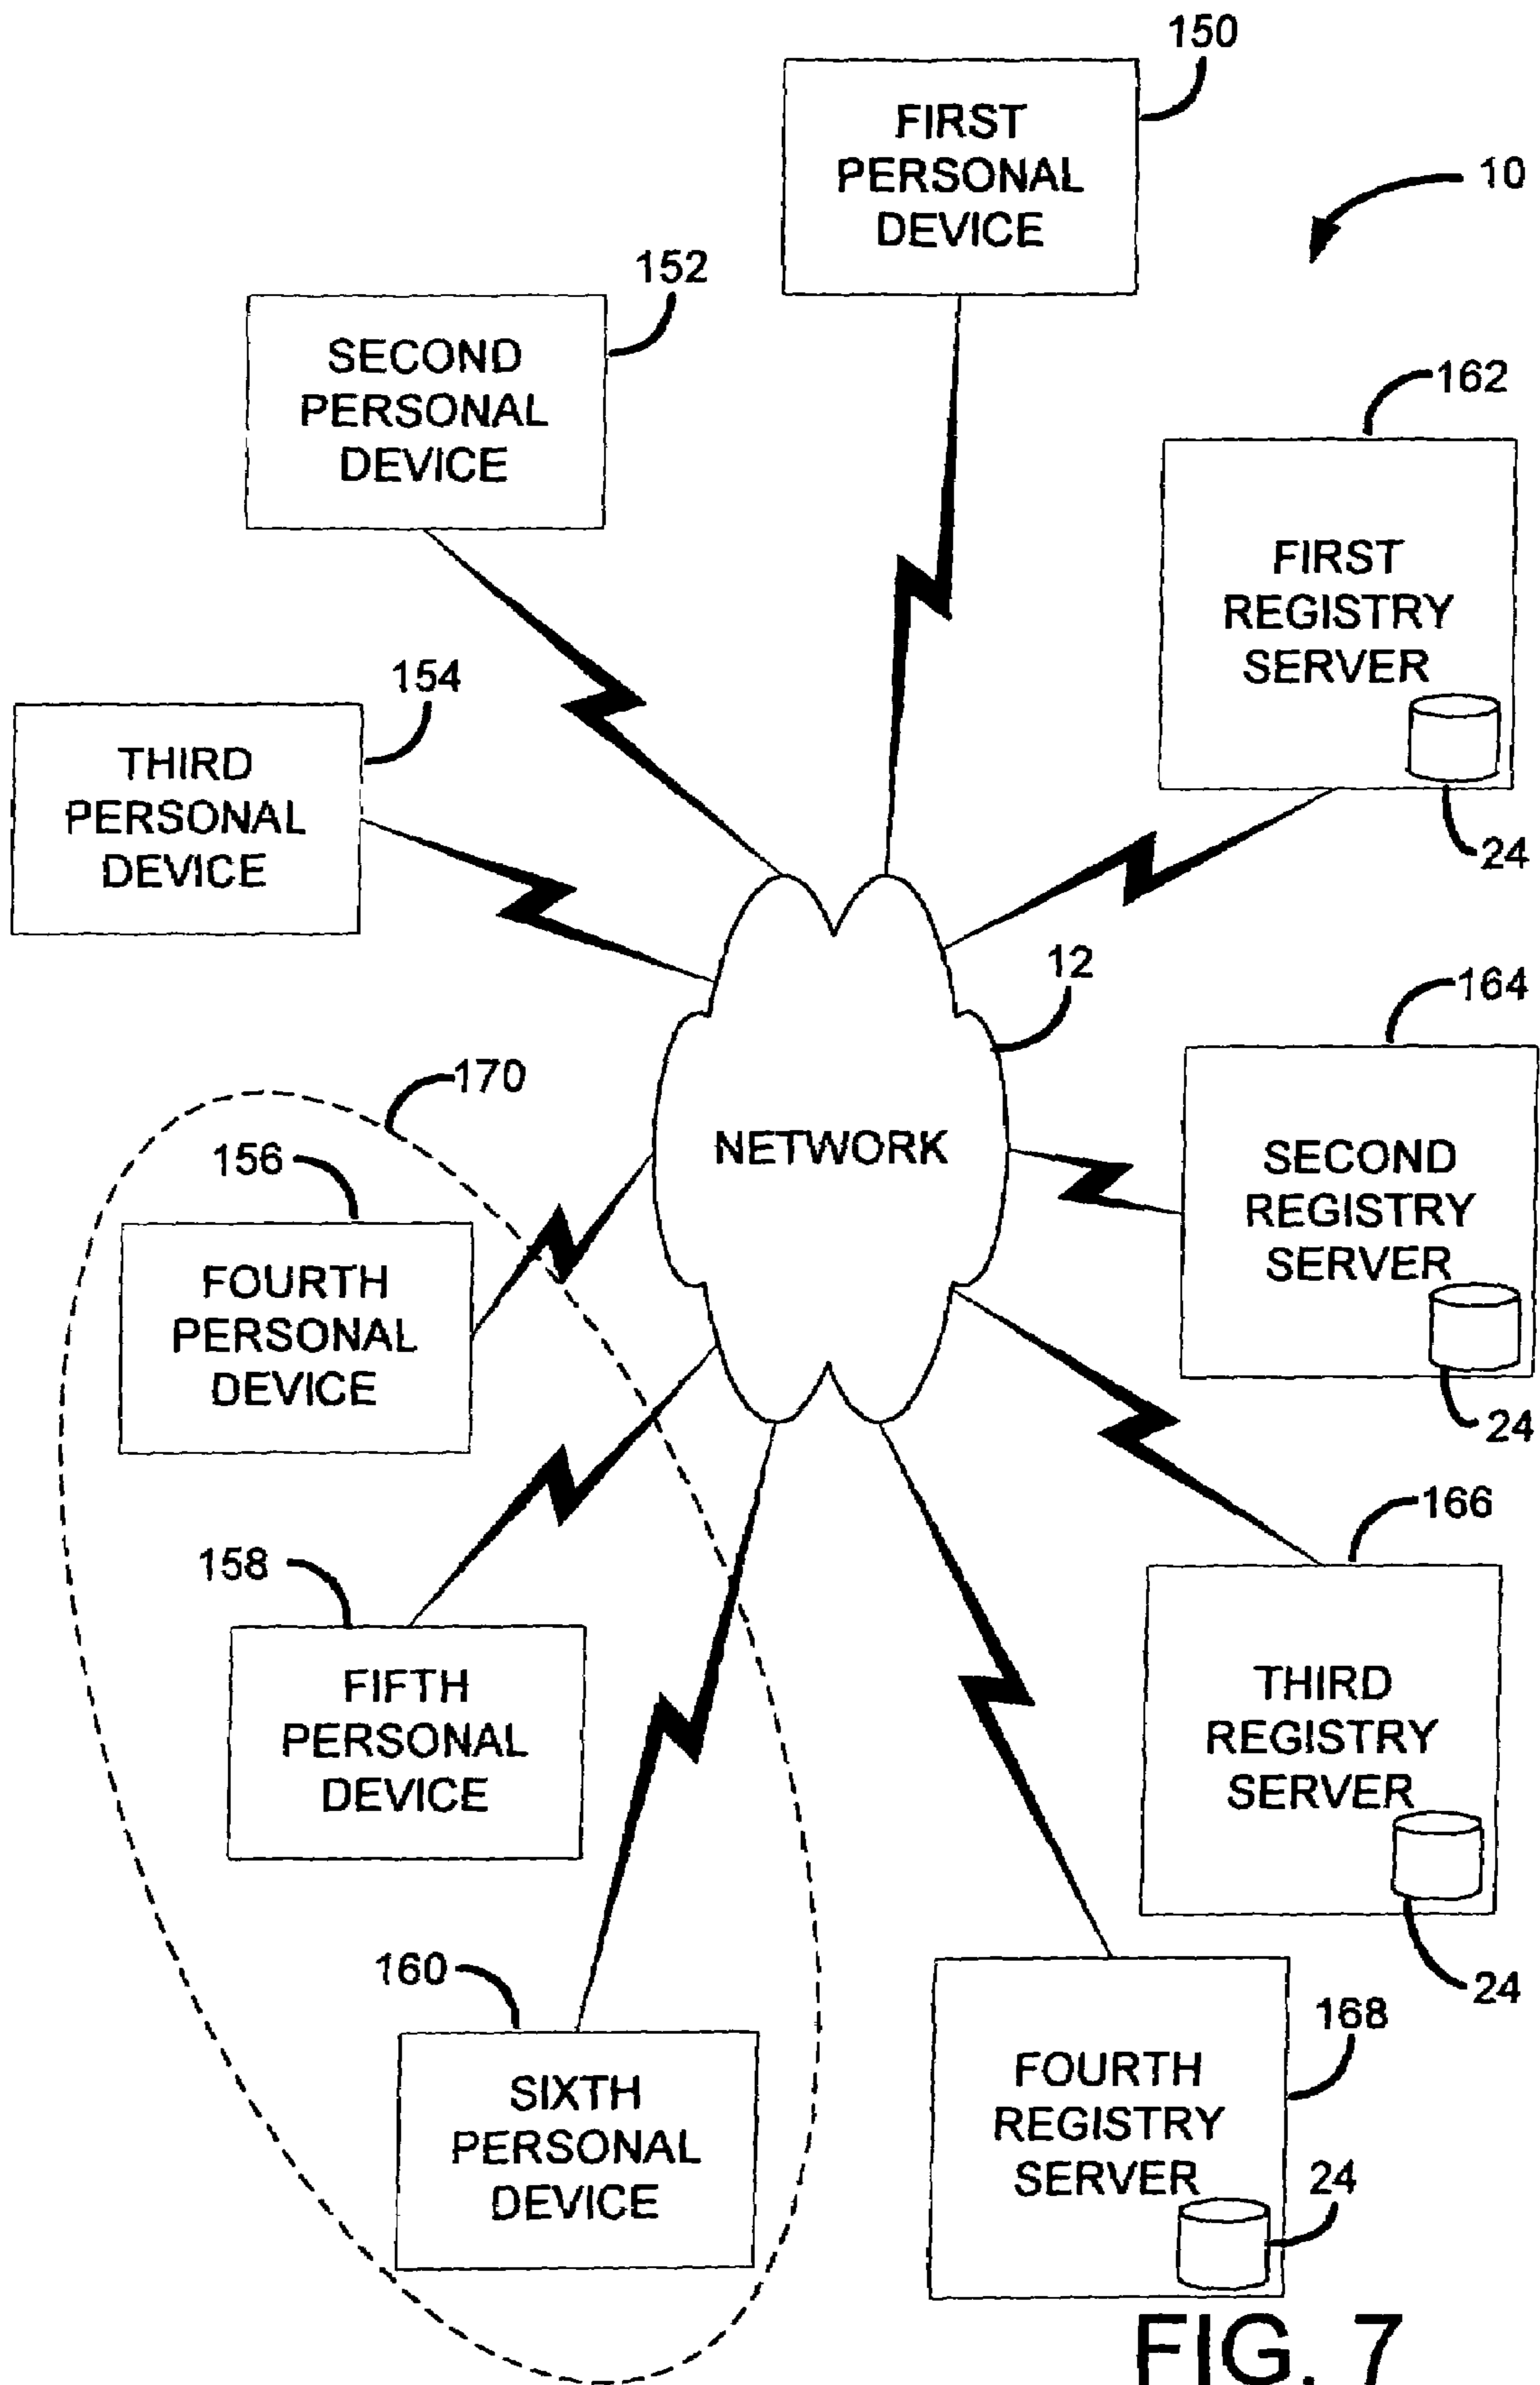 150
FIRST
PERSONAL
DEVICE
10
152
SECOND
PERSONAL
DEVICE
162
FIRST
REGISTRY
SERVER
24
154
THIRD
PERSONAL
DEVICE
12
NETWORK
164
SECOND
REGISTRY
SERVER
24
170
156
FOURTH
PERSONAL
DEVICE
166
THIRD
REGISTRY
SERVER
24
158
FIFTH
PERSONAL
DEVICE
160
SIXTH
PERSONAL
DEVICE
168
FOURTH
REGISTRY
SERVER
24
FIG. 7